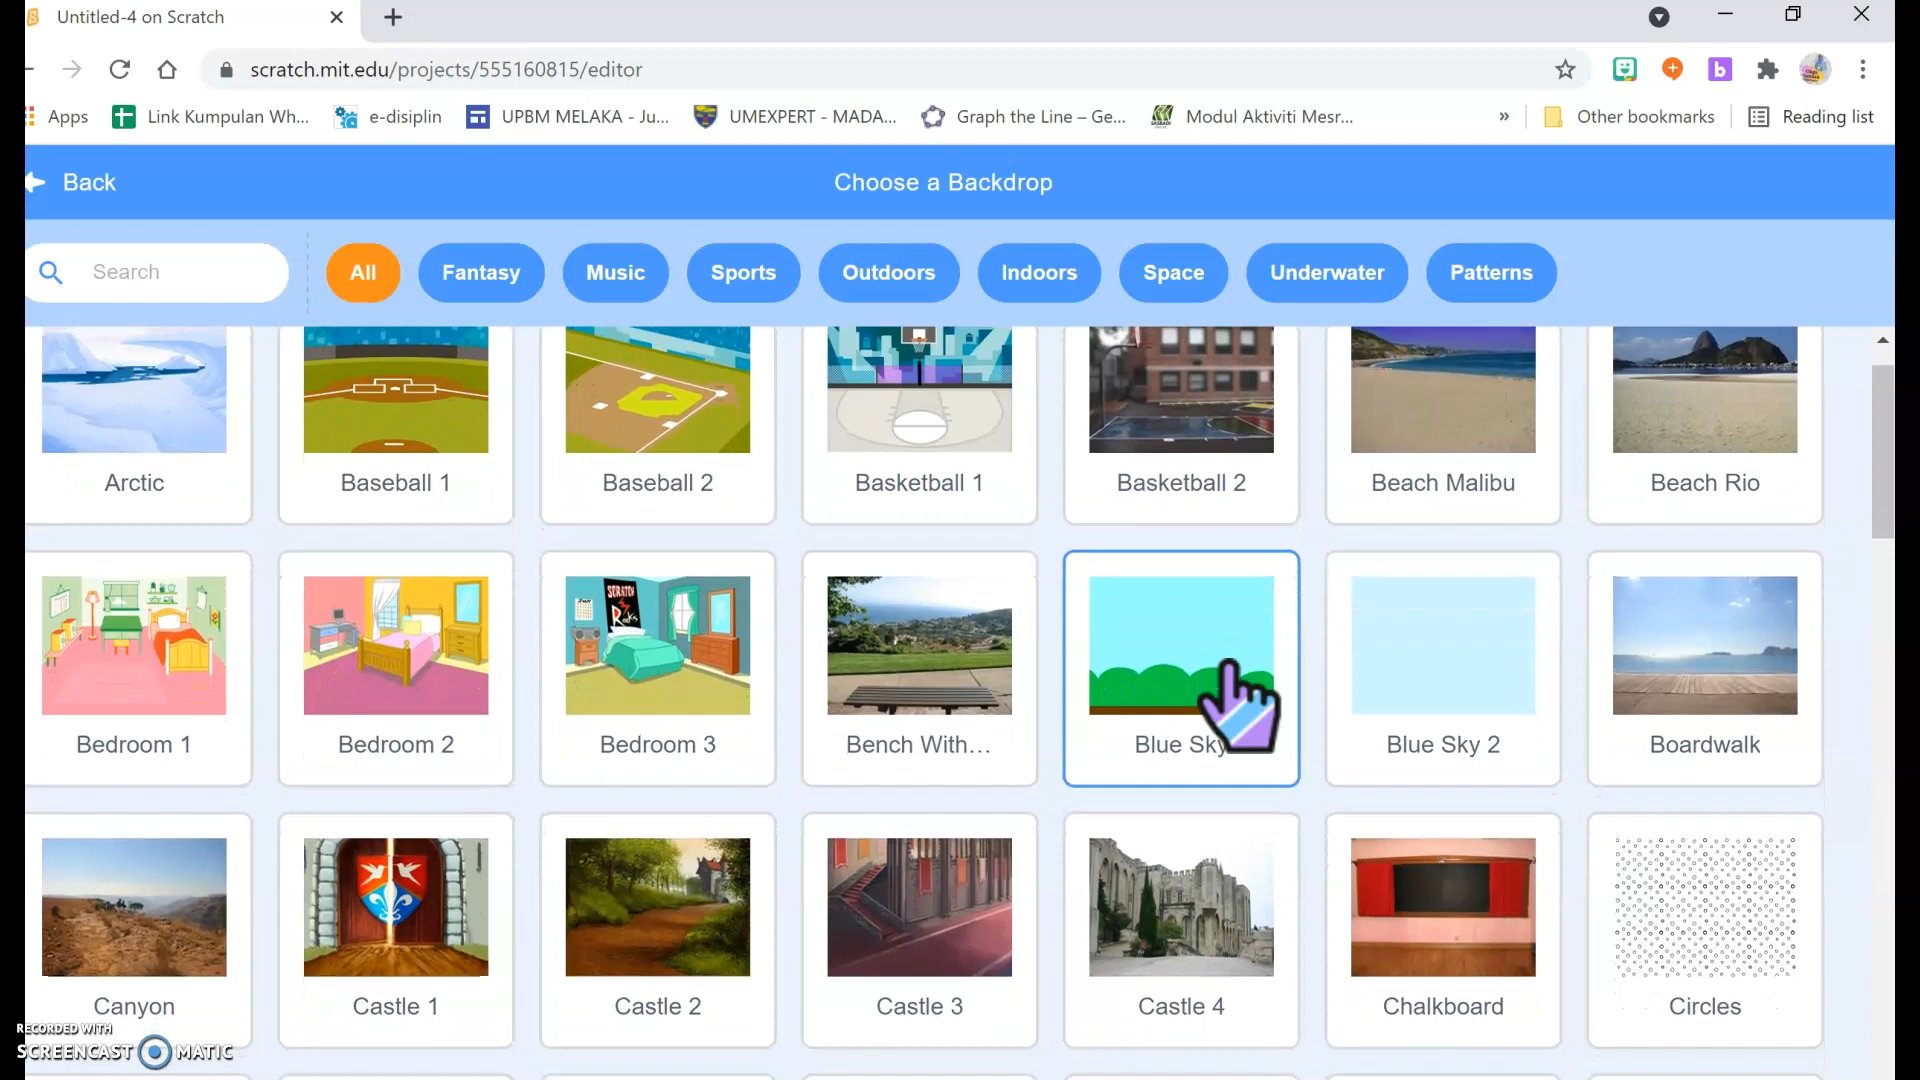 Untitled-4 on Scratch
scratch.mit.edu/projects/555160815/editor
Apps Link Kumpulan Wh... e-disiplin UPBM MELAKA - Ju... UMEXPERT - MADA... Graph the Line – Ge... Modul Aktiviti Mesr... » Other bookmarks Reading list
Back Choose a Backdrop
Search All Fantasy Music Sports Outdoors Indoors Space Underwater Patterns
Arctic Baseball 1 Baseball 2 Basketball 1 Basketball 2 Beach Malibu Beach Rio
SCRATCH
Rocks
Bedroom 1 Bedroom 2 Bedroom 3 Bench With... Blue Sky Blue Sky 2 Boardwalk
Canyon Castle 1 Castle 2 Castle 3 Castle 4 Chalkboard Circles
RECORDED WITH
SCREENCAST MATIC